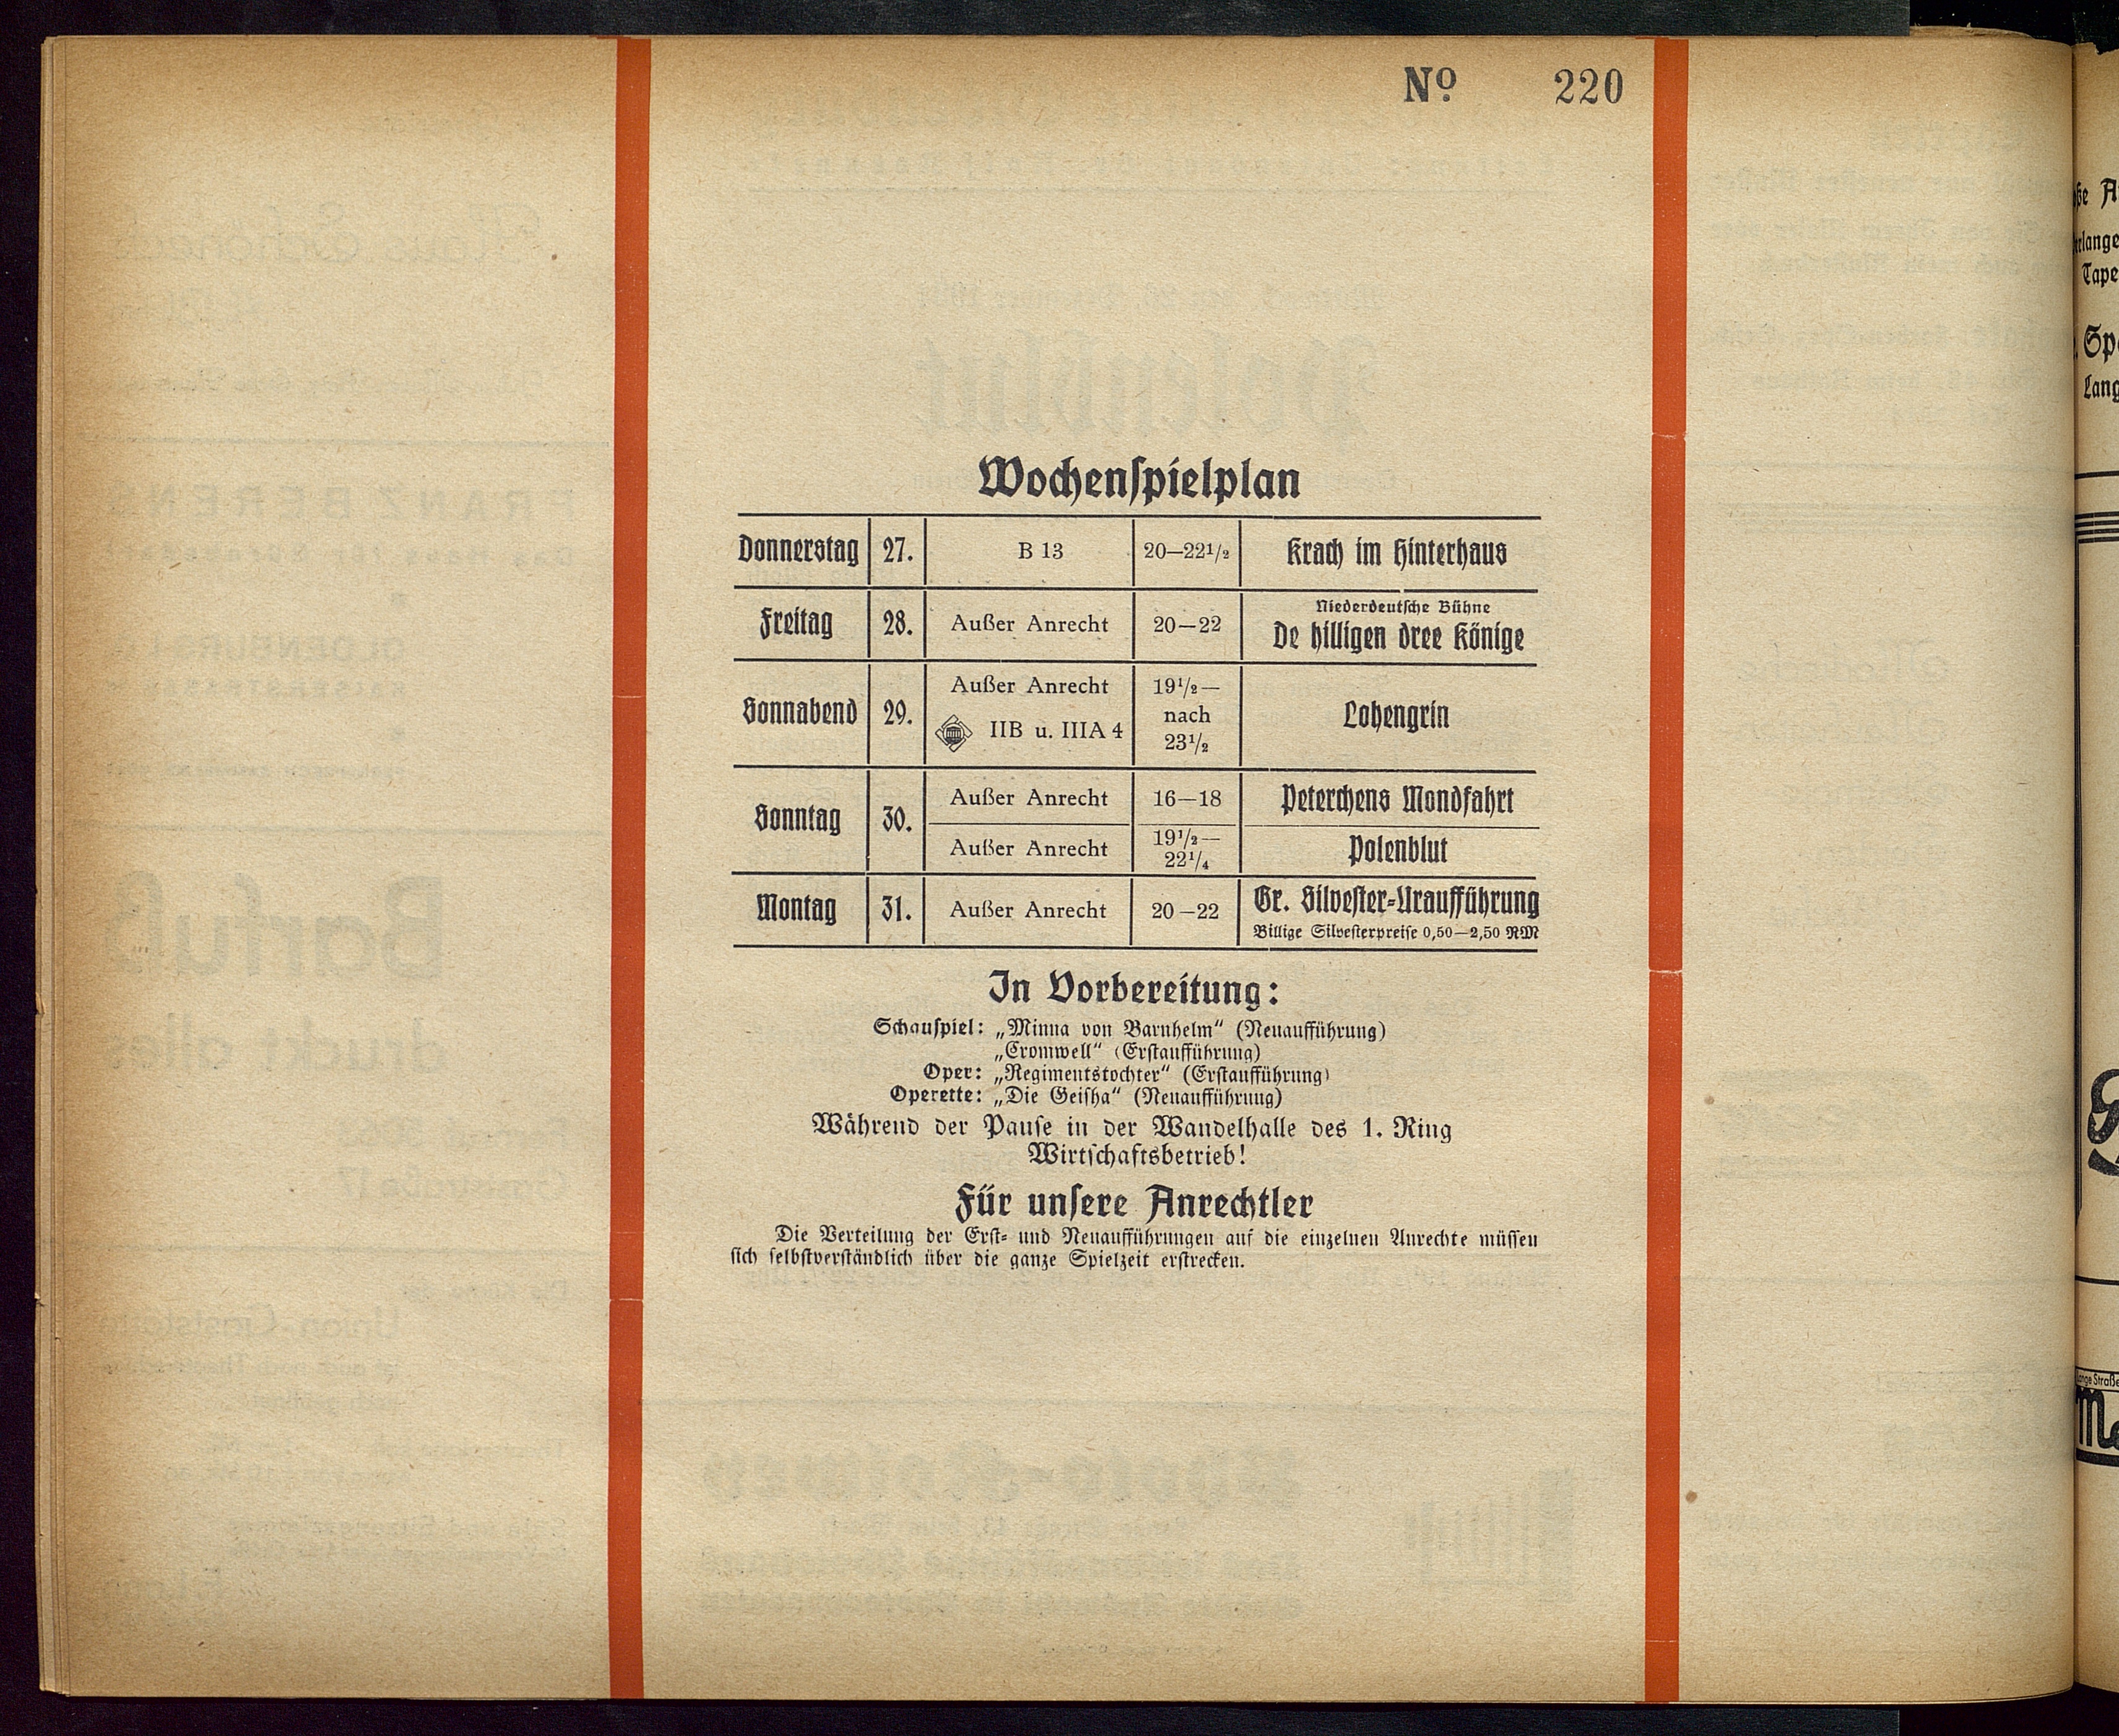 Nº 220
Wochenspielplan
Donnerstag 27. B 13 20—22½ Krach im Hinterhaus
Freitag 28. Außer Anrecht 20—22 Niederdeutsche Bühne
De hilligen dree Könige
Sonnabend 29. Außer Anrecht 19½— nach 23½ Lohengrin
IIB u. IIIA 4
Sonntag 30. Außer Anrecht 16—18 Peterchens Mondfahrt
Außer Anrecht 19½—22¼ Polenblut
Montag 31. Außer Anrecht 20—22 Gr. Silvester-Uraufführung
Billige Silvesterpreise 0,50—2,50 RM
In Vorbereitung:
Schauspiel: „Minna von Barnhelm“ (Neuaufführung)
„Cromwell“ (Erstaufführung)
Oper: „Regimentstochter“ (Erstaufführung)
Operette: „Die Geisha“ (Neuaufführung)
Während der Pause in der Wandelhalle des 1. Ring
Wirtschaftsbetrieb!
Für unsere Anrechtler
Die Verteilung der Erst- und Neuaufführungen auf die einzelnen Anrechte müssen
sich selbstverständlich über die ganze Spielzeit erstrecken.